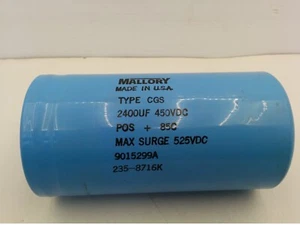 MALLORY
MADE IN U.S.A.
TYPE CGS
2400UF 450VDC
POS + 85C
MAX SURGE 525VDC
9015299A
235-8716K